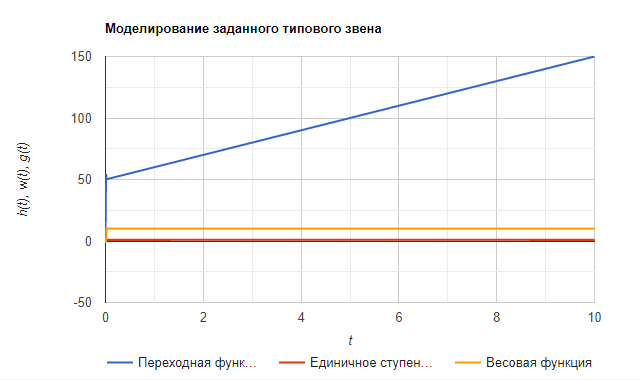 Моделирование заданного типового звена
h(t), w(t), g(t)
150
100
50
0
-50
0 2 4 6 8 10
t
Переходная функ... Единичное ступен... Весовая функция